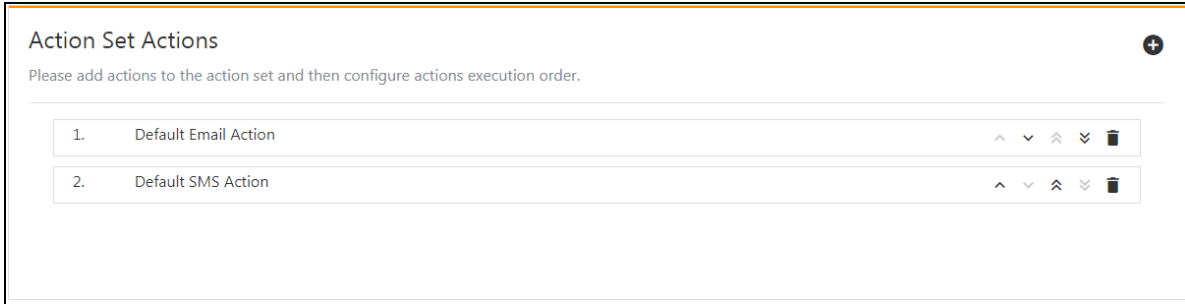 Action Set Actions
Please add actions to the action set and then configure actions execution order.
1. Default Email Action
2. Default SMS Action